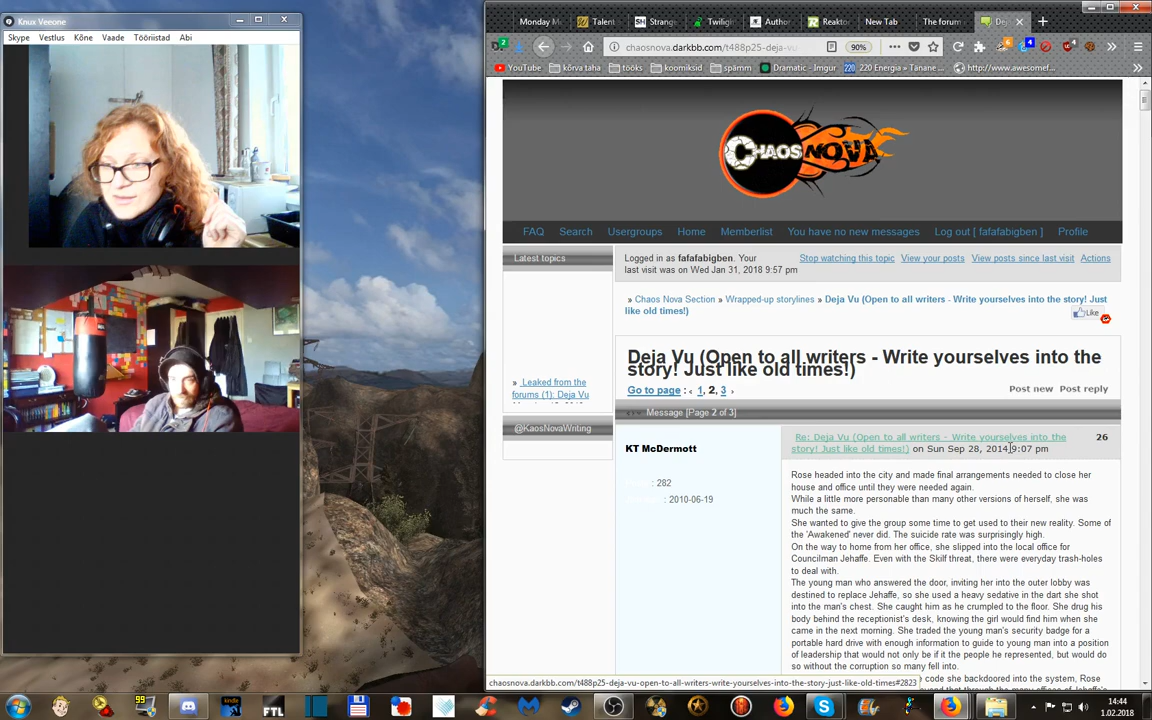 Knux Veeone
Skype Vestlus Kõne Vaade Tööriistad Abi
Monday M Talent Strange Twiligh Author Reaktor New Tab The forum Deja
chaosnova.darkbb.com/t488p25-deja-vu- 90%
YouTube kõrva taha tööks koomiksid spämm Dramatic - Imgur 220 Energia » Tänane http://www.awesomef...
CHAOS NOVA
FAQ Search Usergroups Home Memberlist You have no new messages Log out [ fafafabigben ] Profile
Latest topics
» Leaked from the
forums (1): Deja Vu
@KaosNovaWriting
Logged in as fafafabigben. Your
last visit was on Wed Jan 31, 2018 9:57 pm
Stop watching this topic View your posts View posts since last visit Actions
» Chaos Nova Section » Wrapped-up storylines » Deja Vu (Open to all writers - Write yourselves into the story! Just
like old times!)
Like
Deja Vu (Open to all writers - Write yourselves into the
story! Just like old times!)
Go to page : ‹ 1, 2, 3 ›
Post new Post reply
Message [Page 2 of 3]
KT McDermott
: 282
: 2010-06-19
Re: Deja Vu (Open to all writers - Write yourselves into the
story! Just like old times!) on Sun Sep 28, 2014 9:07 pm
26
Rose headed into the city and made final arrangements needed to close her
house and office until they were needed again.
While a little more personable than many other versions of herself, she was
much the same.
She wanted to give the group some time to get used to their new reality. Some of
the 'Awakened' never did. The suicide rate was surprisingly high.
On the way to home from her office, she slipped into the local office for
Councilman Jehaffe. Even with the Skilf threat, there were everyday trash-holes
to deal with.
The young man who answered the door, inviting her into the outer lobby was
destined to replace Jehaffe, so she used a heavy sedative in the dart she shot
into the man's chest. She caught him as he crumpled to the floor. She drug his
body behind the receptionist's desk, knowing the girl would find him when she
came in the next morning. She traded the young man's security badge for a
portable hard drive with enough information to guide to young man into a position
of leadership that would not only be if it the people he represented, but would do
so without the corruption so many fell into.
code she backdoored into the system, Rose
chaosnova.darkbb.com/t488p25-deja-vu-open-to-all-writers-write-yourselves-into-the-story-just-like-old-times#2823
FTL
14:44
1.02.2018